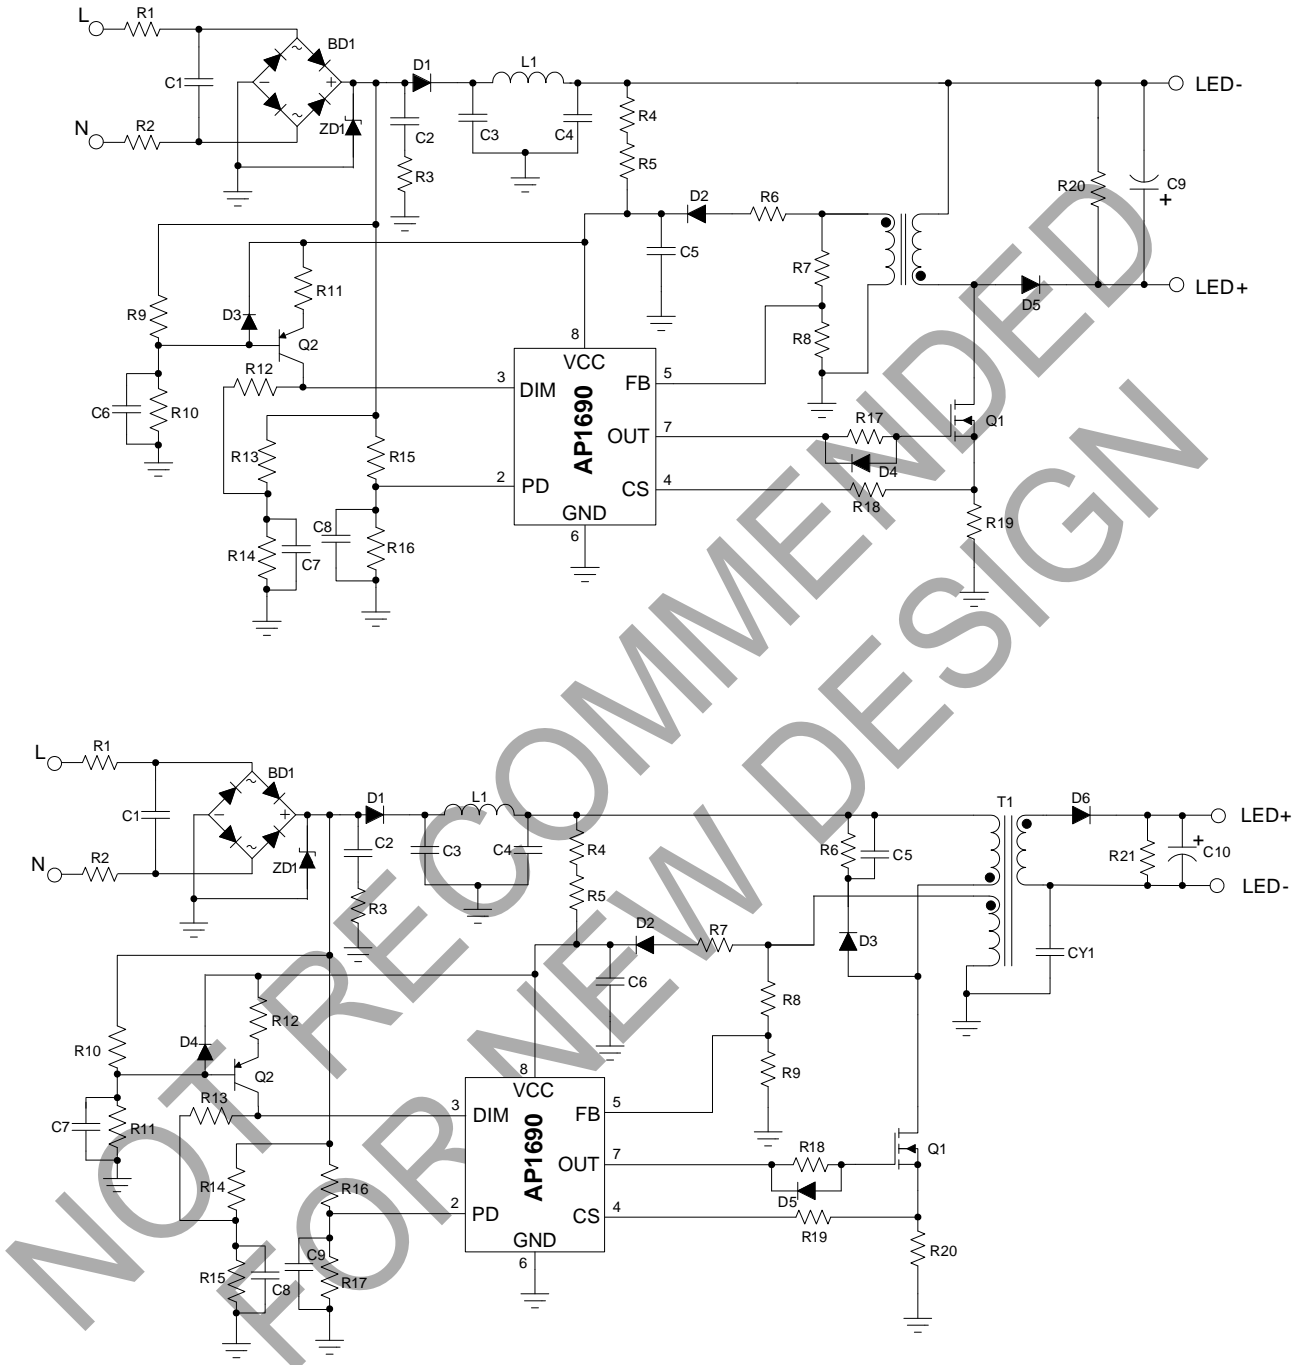 L
R1
BD1
~
C1
−
+
~
N
R2
ZD1
D1
L1
C2
C3
C4
R3
R4
R5
LED-
R20
C9
+
D2
R6
C5
R7
R8
D5
LED+
R9
D3
R11
Q2
R12
C6
R10
R13
R14
C7
R15
C8
R16
8
VCC
3
DIM
5
FB
AP1690
7
OUT
2
PD
4
CS
GND
6
R17
D4
R18
Q1
R19
L
R1
BD1
~
C1
−
+
~
N
R2
ZD1
D1
L1
C2
C3
C4
R3
R4
R5
R6
C5
D3
T1
D6
LED+
R21
+
C10
LED-
CY1
D2
R7
C6
R8
R9
R10
D4
R12
Q2
R13
C7
R11
R14
R15
C8
R16
C9
R17
8
VCC
3
DIM
5
FB
AP1690
7
OUT
2
PD
4
CS
GND
6
R18
D5
R19
Q1
R20
NOT RECOMMENDED
FOR NEW DESIGN